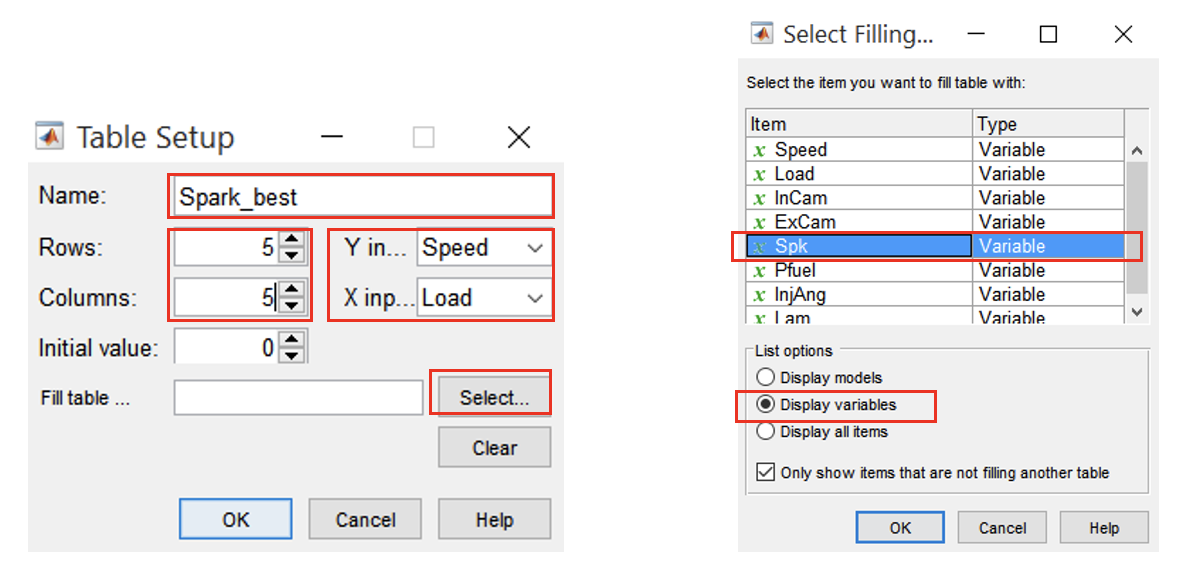 Table Setup
Name: Spark_best
Rows: 5 Y in... Speed
Columns: 5 X inp... Load
Initial value: 0
Fill table ... Select...
Clear
OK Cancel Help
Select Filling...
Select the item you want to fill table with:
Item Type
x Speed Variable
x Load Variable
x InCam Variable
x ExCam Variable
x Spk Variable
x Pfuel Variable
x InjAng Variable
x Lam Variable
List options
Display models
Display variables
Display all items
Only show items that are not filling another table
OK Cancel Help